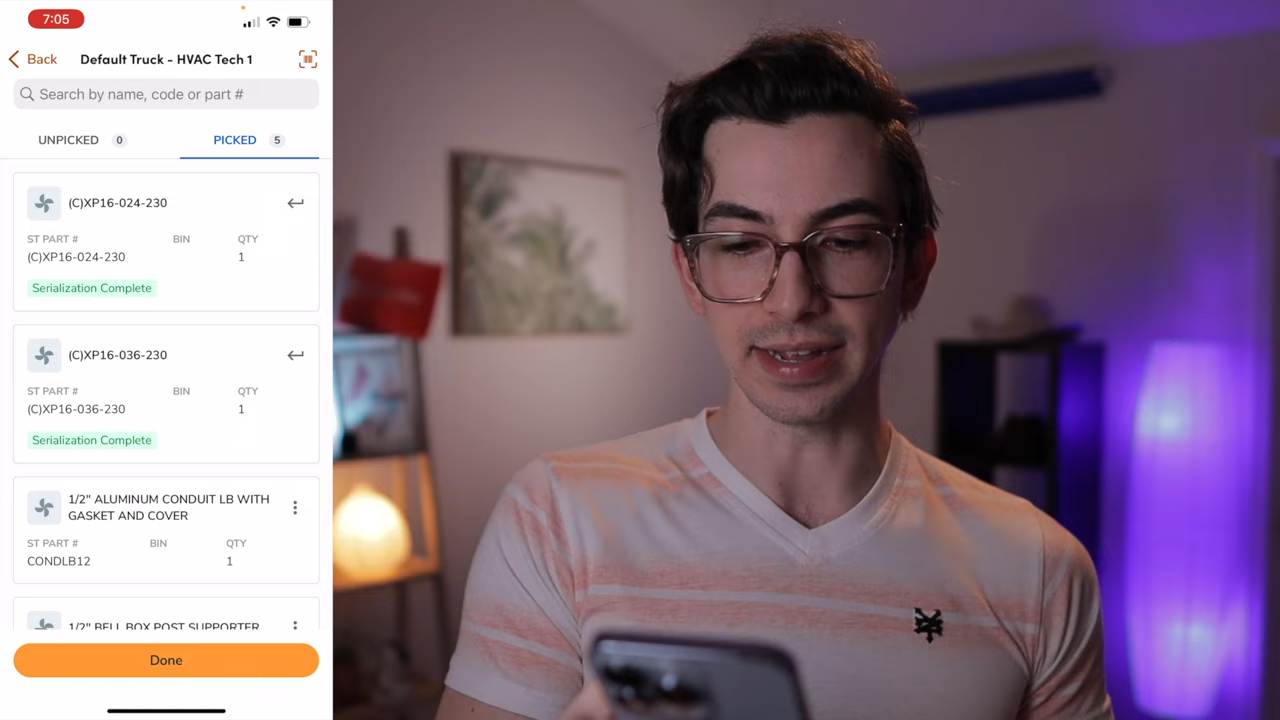 7:05
Back
Default Truck - HVAC Tech 1
Search by name, code or part #
UNPICKED 0
PICKED 5
(C)XP16-024-230
ST PART # BIN QTY
(C)XP16-024-230 1
Serialization Complete
(C)XP16-036-230
ST PART # BIN QTY
(C)XP16-036-230 1
Serialization Complete
1/2" ALUMINUM CONDUIT LB WITH
GASKET AND COVER
ST PART # BIN QTY
CONDLB12 1
1/2" BELL BOX POST SUPPORTER
Done